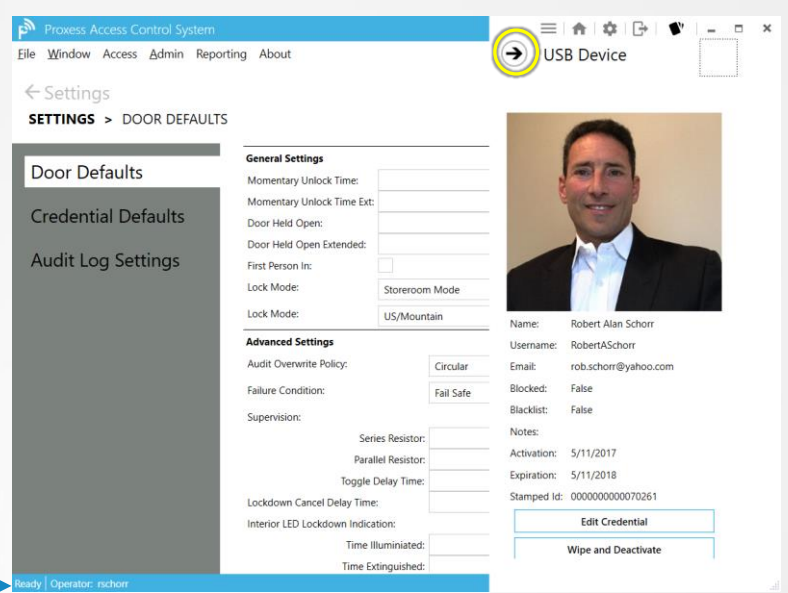 Proxess Access Control System
File Window Access Admin Reporting About
USB Device
Settings
SETTINGS > DOOR DEFAULTS
Door Defaults
Credential Defaults
Audit Log Settings
General Settings
Momentary Unlock Time:
Momentary Unlock Time Ext:
Door Held Open:
Door Held Open Extended:
First Person In:
Lock Mode: Storeroom Mode
Lock Mode: US/Mountain
Advanced Settings
Audit Overwrite Policy: Circular
Failure Condition: Fail Safe
Supervision:
Series Resistor:
Parallel Resistor:
Toggle Delay Time:
Lockdown Cancel Delay Time:
Interior LED Lockdown Indication:
Time Illuminiated:
Time Extinguished:
Name: Robert Alan Schorr
Username: RobertASchorr
Email: rob.schorr@yahoo.com
Blocked: False
Blacklist: False
Notes:
Activation: 5/11/2017
Expiration: 5/11/2018
Stamped Id: 0000000000070261
Edit Credential
Wipe and Deactivate
Ready Operator: rschorr